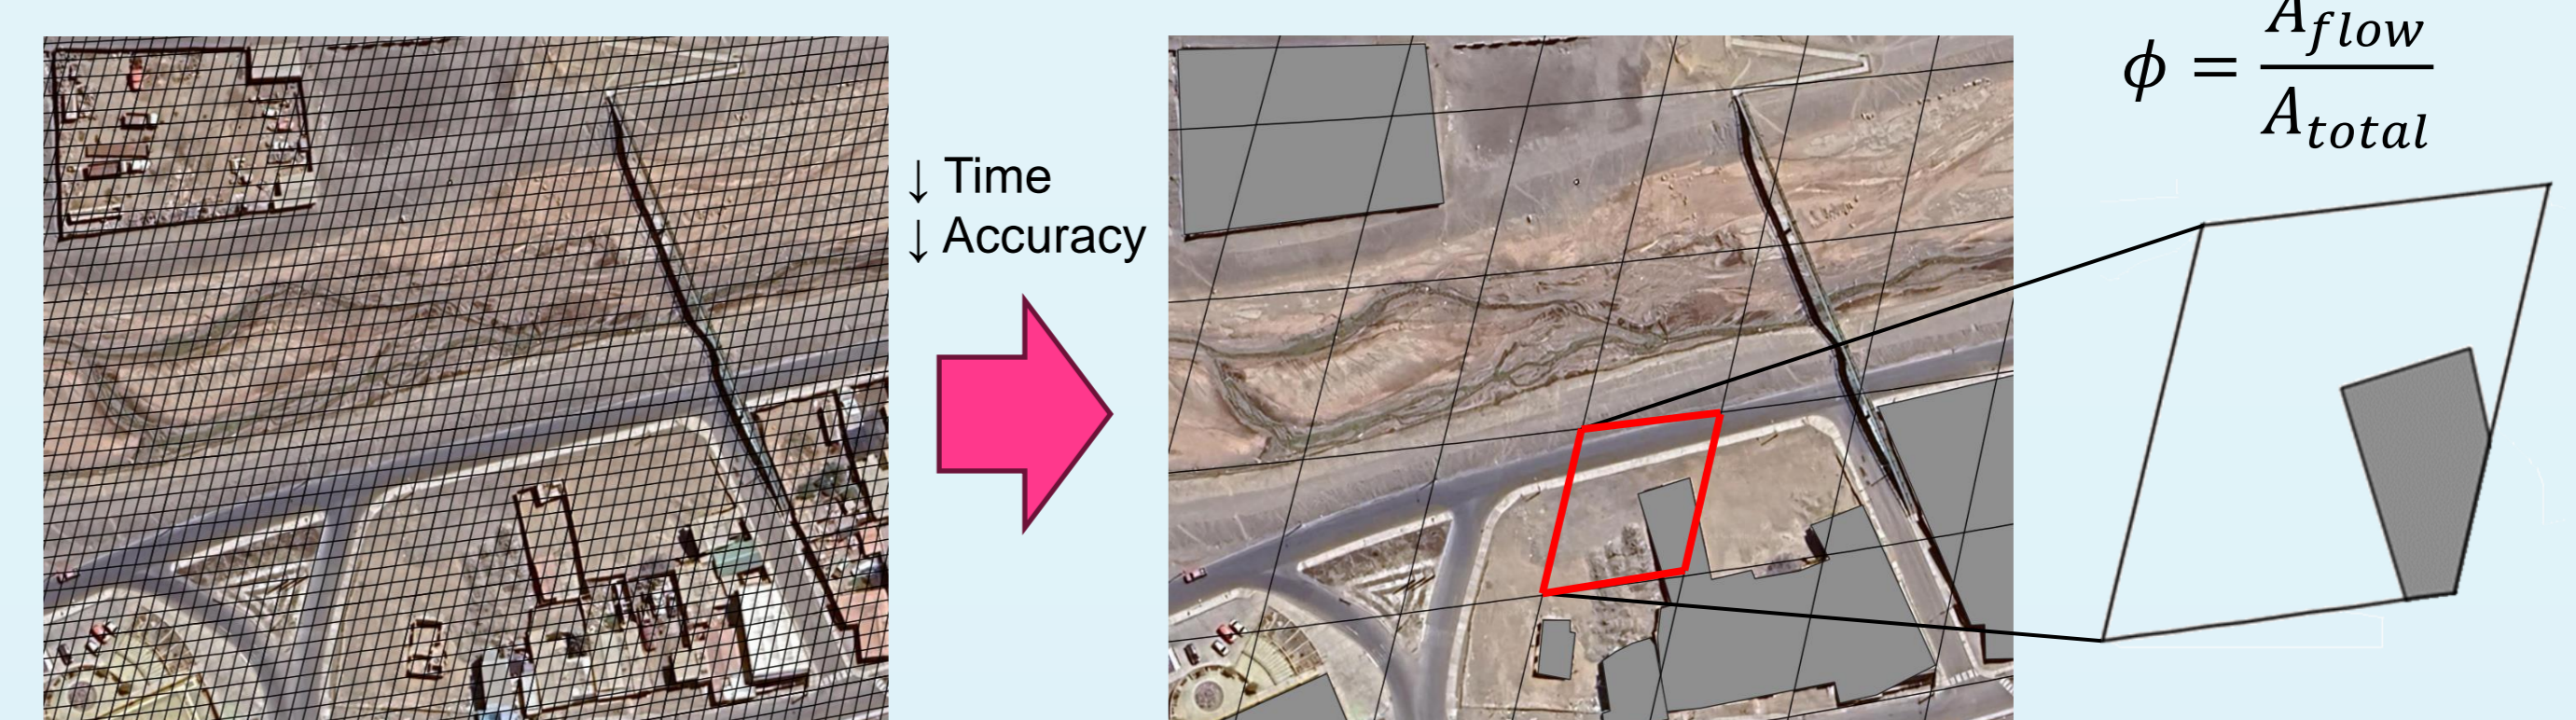 ↓ Time
↓ Accuracy
𝜙 = A_flow / A_total